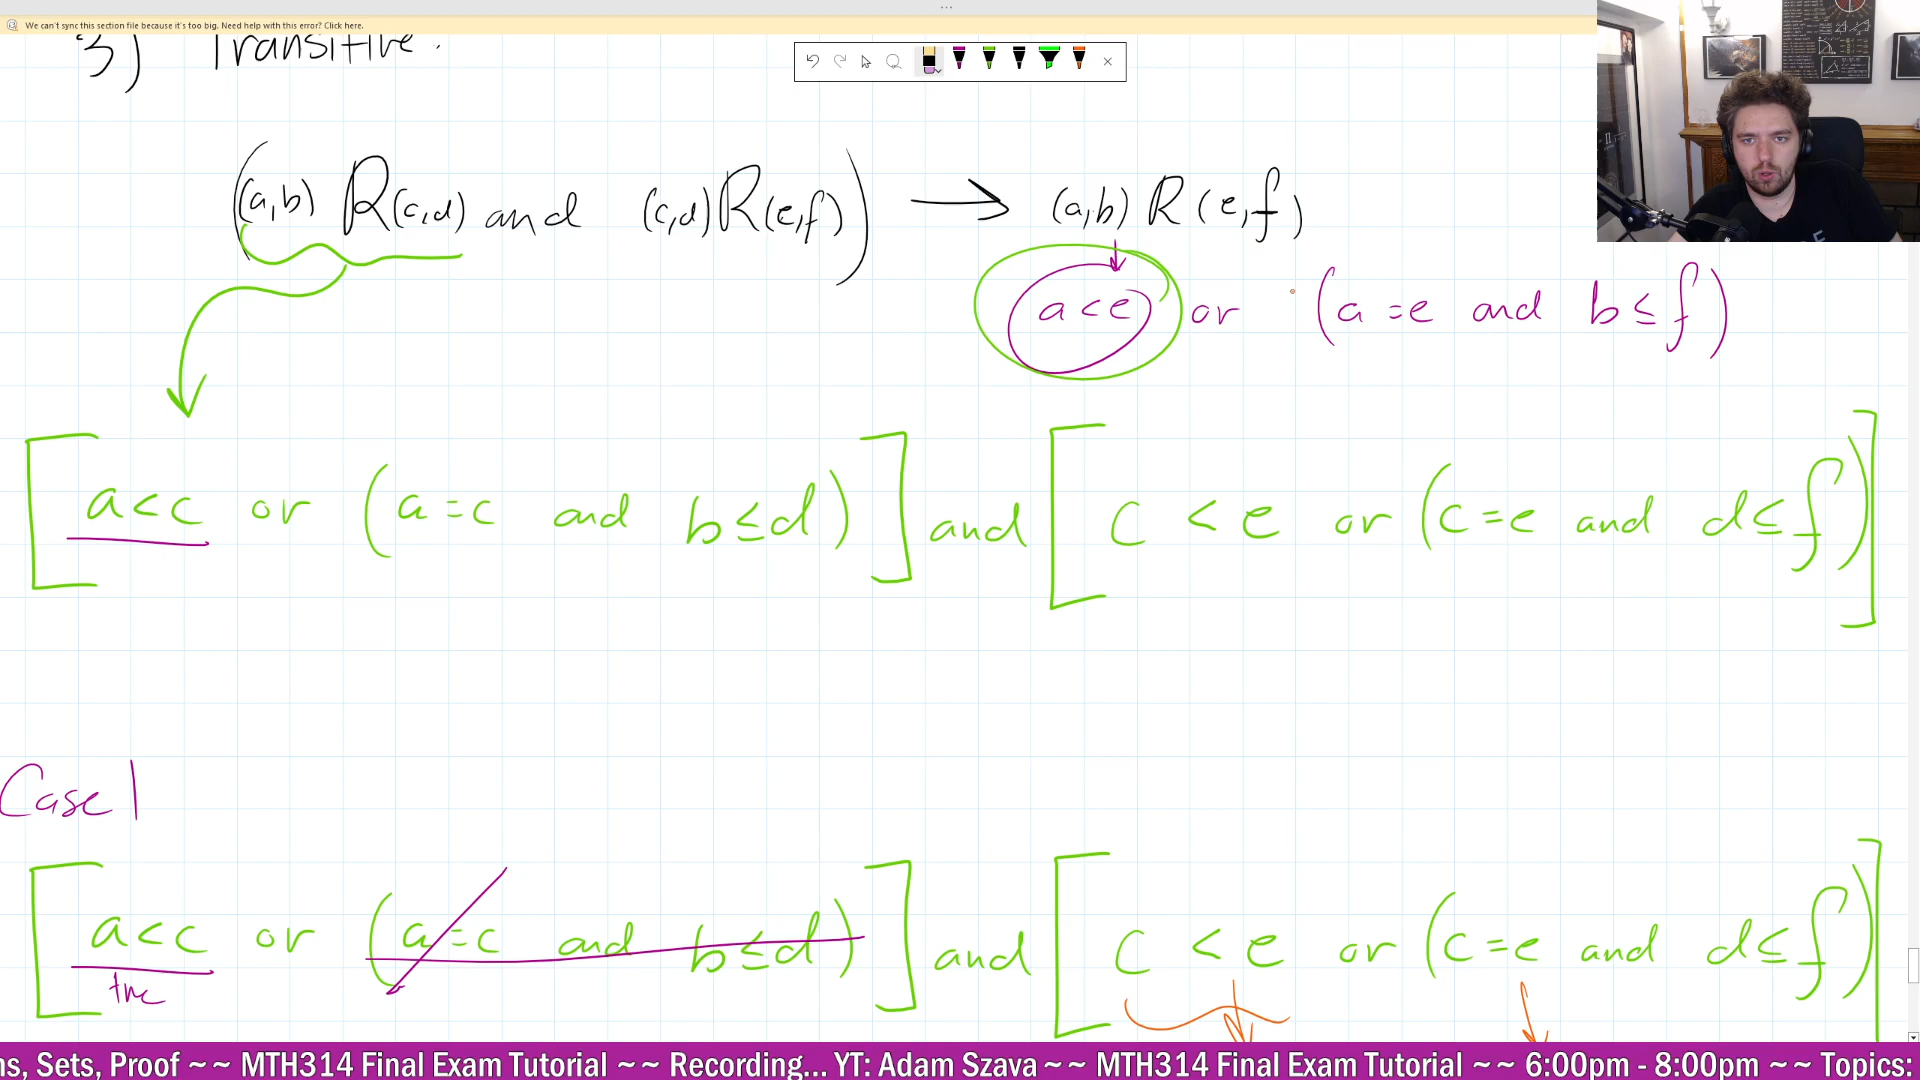 We can't sync this section file because it's too big. Need help with this error? Click here.
3) Transitive.
((a,b) R (c,d) and (c,d) R (e,f)) → (a,b) R (e,f)
a < e or (a = e and b ≤ f)
[a < c or (a = c and b ≤ d)] and [c < e or (c = e and d ≤ f)]
Case 1
[a < c or (a = c and b ≤ d)] and [c < e or (c = e and d ≤ f)]
true
ns, Sets, Proof ~~ MTH314 Final Exam Tutorial ~~ Recording... YT: Adam Szava ~~ MTH314 Final Exam Tutorial ~~ 6:00pm - 8:00pm ~~ Topics: